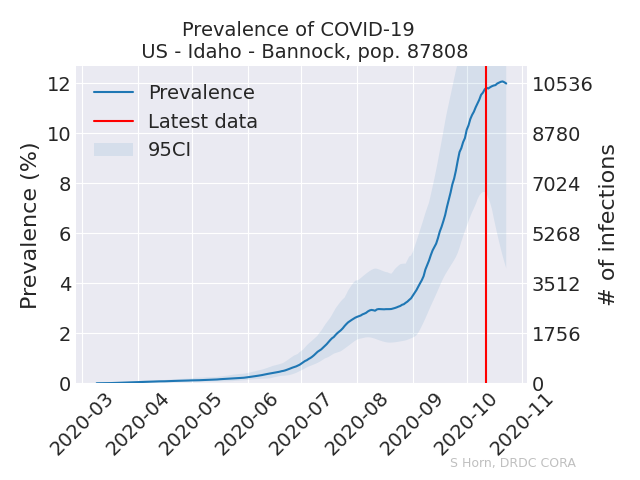 Prevalence of COVID-19
US - Idaho - Bannock, pop. 87808
Prevalence
Latest data
95CI
Prevalence (%)
12
10
8
6
4
2
0
10536
8780
7024
5268
3512
1756
0
# of infections
2020-03
2020-04
2020-05
2020-06
2020-07
2020-08
2020-09
2020-10
2020-11
S Horn, DRDC CORA